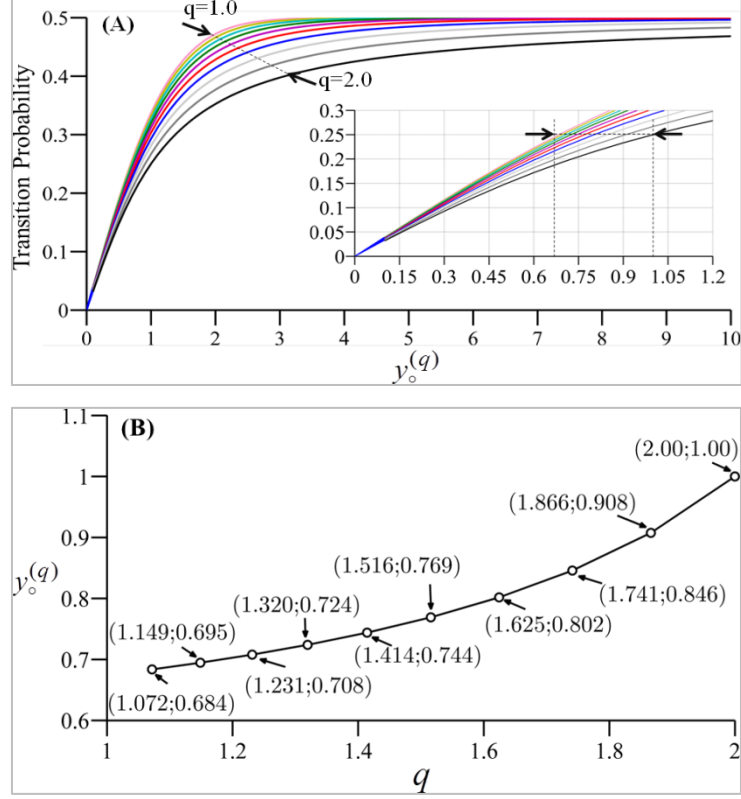 (A)
q=1.0
q=2.0
Transition Probability
0.5
0.4
0.3
0.2
0.1
0
0 1 2 3 4 5 6 7 8 9 10
y∘(q)
0.3
0.25
0.2
0.15
0.1
0.05
0
0 0.15 0.3 0.45 0.6 0.75 0.9 1.05 1.2
(B)
y∘(q)
1.1
1
0.9
0.8
0.7
0.6
(2.00;1.00)
(1.866;0.908)
(1.516;0.769)
(1.741;0.846)
(1.320;0.724)
(1.625;0.802)
(1.149;0.695)
(1.414;0.744)
(1.231;0.708)
(1.072;0.684)
1 1.2 1.4 1.6 1.8 2
q